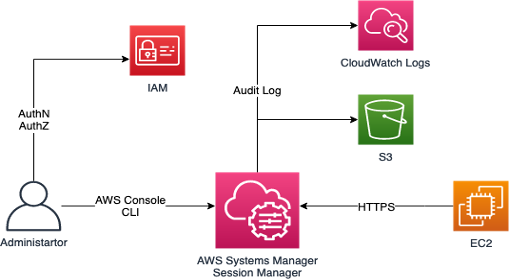 CloudWatch Logs
IAM
Audit Log
AuthN
AuthZ
S3
AWS Console
CLI
HTTPS
Administartor
AWS Systems Manager
Session Manager
EC2